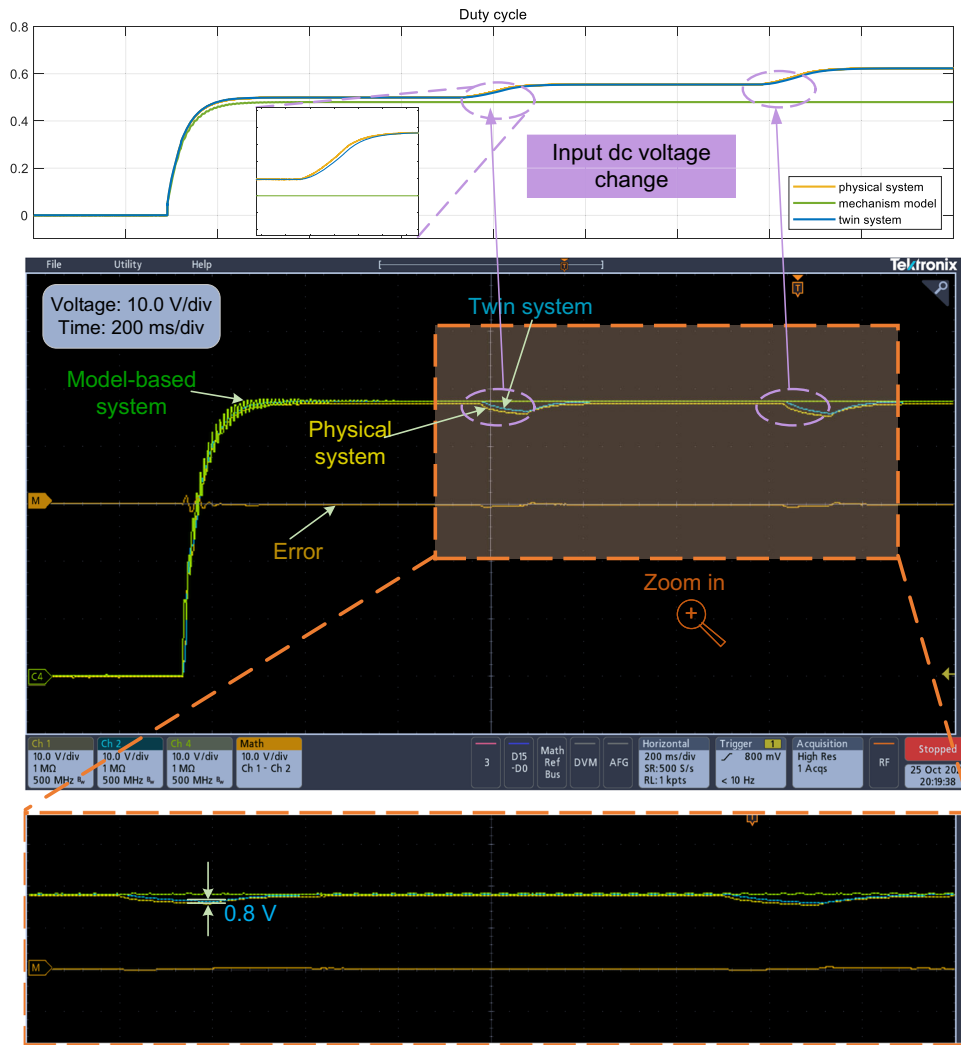 Duty cycle
0.8
0.6
0.4
0.2
0
Input dc voltage
change
physical system
mechanism model
twin system
File Utility Help
[ T ]
Tektronix
Voltage: 10.0 V/div
Time: 200 ms/div
T
Twin system
Model-based
system
Physical
system
M
Error
Zoom in
+
C4
Ch 1
10.0 V/div
1 MΩ
500 MHz
Ch 2
10.0 V/div
1 MΩ
500 MHz
Ch 4
10.0 V/div
1 MΩ
500 MHz
Math
10.0 V/div
Ch 1 - Ch 2
3
D15
-D0
Math
Ref
Bus
DVM
AFG
Horizontal
200 ms/div
SR: 500 S/s
RL: 1 kpts
Trigger 1
800 mV
< 10 Hz
Acquisition
High Res
1 Acqs
RF
Stopped
25 Oct 20
20:19:38
0.8 V
M